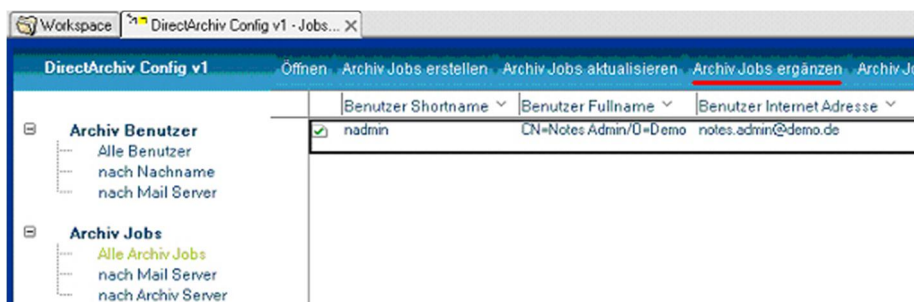 Workspace DirectArchiv Config v1 - Jobs...
DirectArchiv Config v1 Öffnen Archiv Jobs erstellen Archiv Jobs aktualisieren Archiv Jobs ergänzen Archiv
Benutzer Shortname Benutzer Fullname Benutzer Internet Adresse
nadmin CN=Notes Admin/O=Demo notes.admin@demo.de
Archiv Benutzer
Alle Benutzer
nach Nachname
nach Mail Server
Archiv Jobs
Alle Archiv Jobs
nach Mail Server
nach Archiv Server